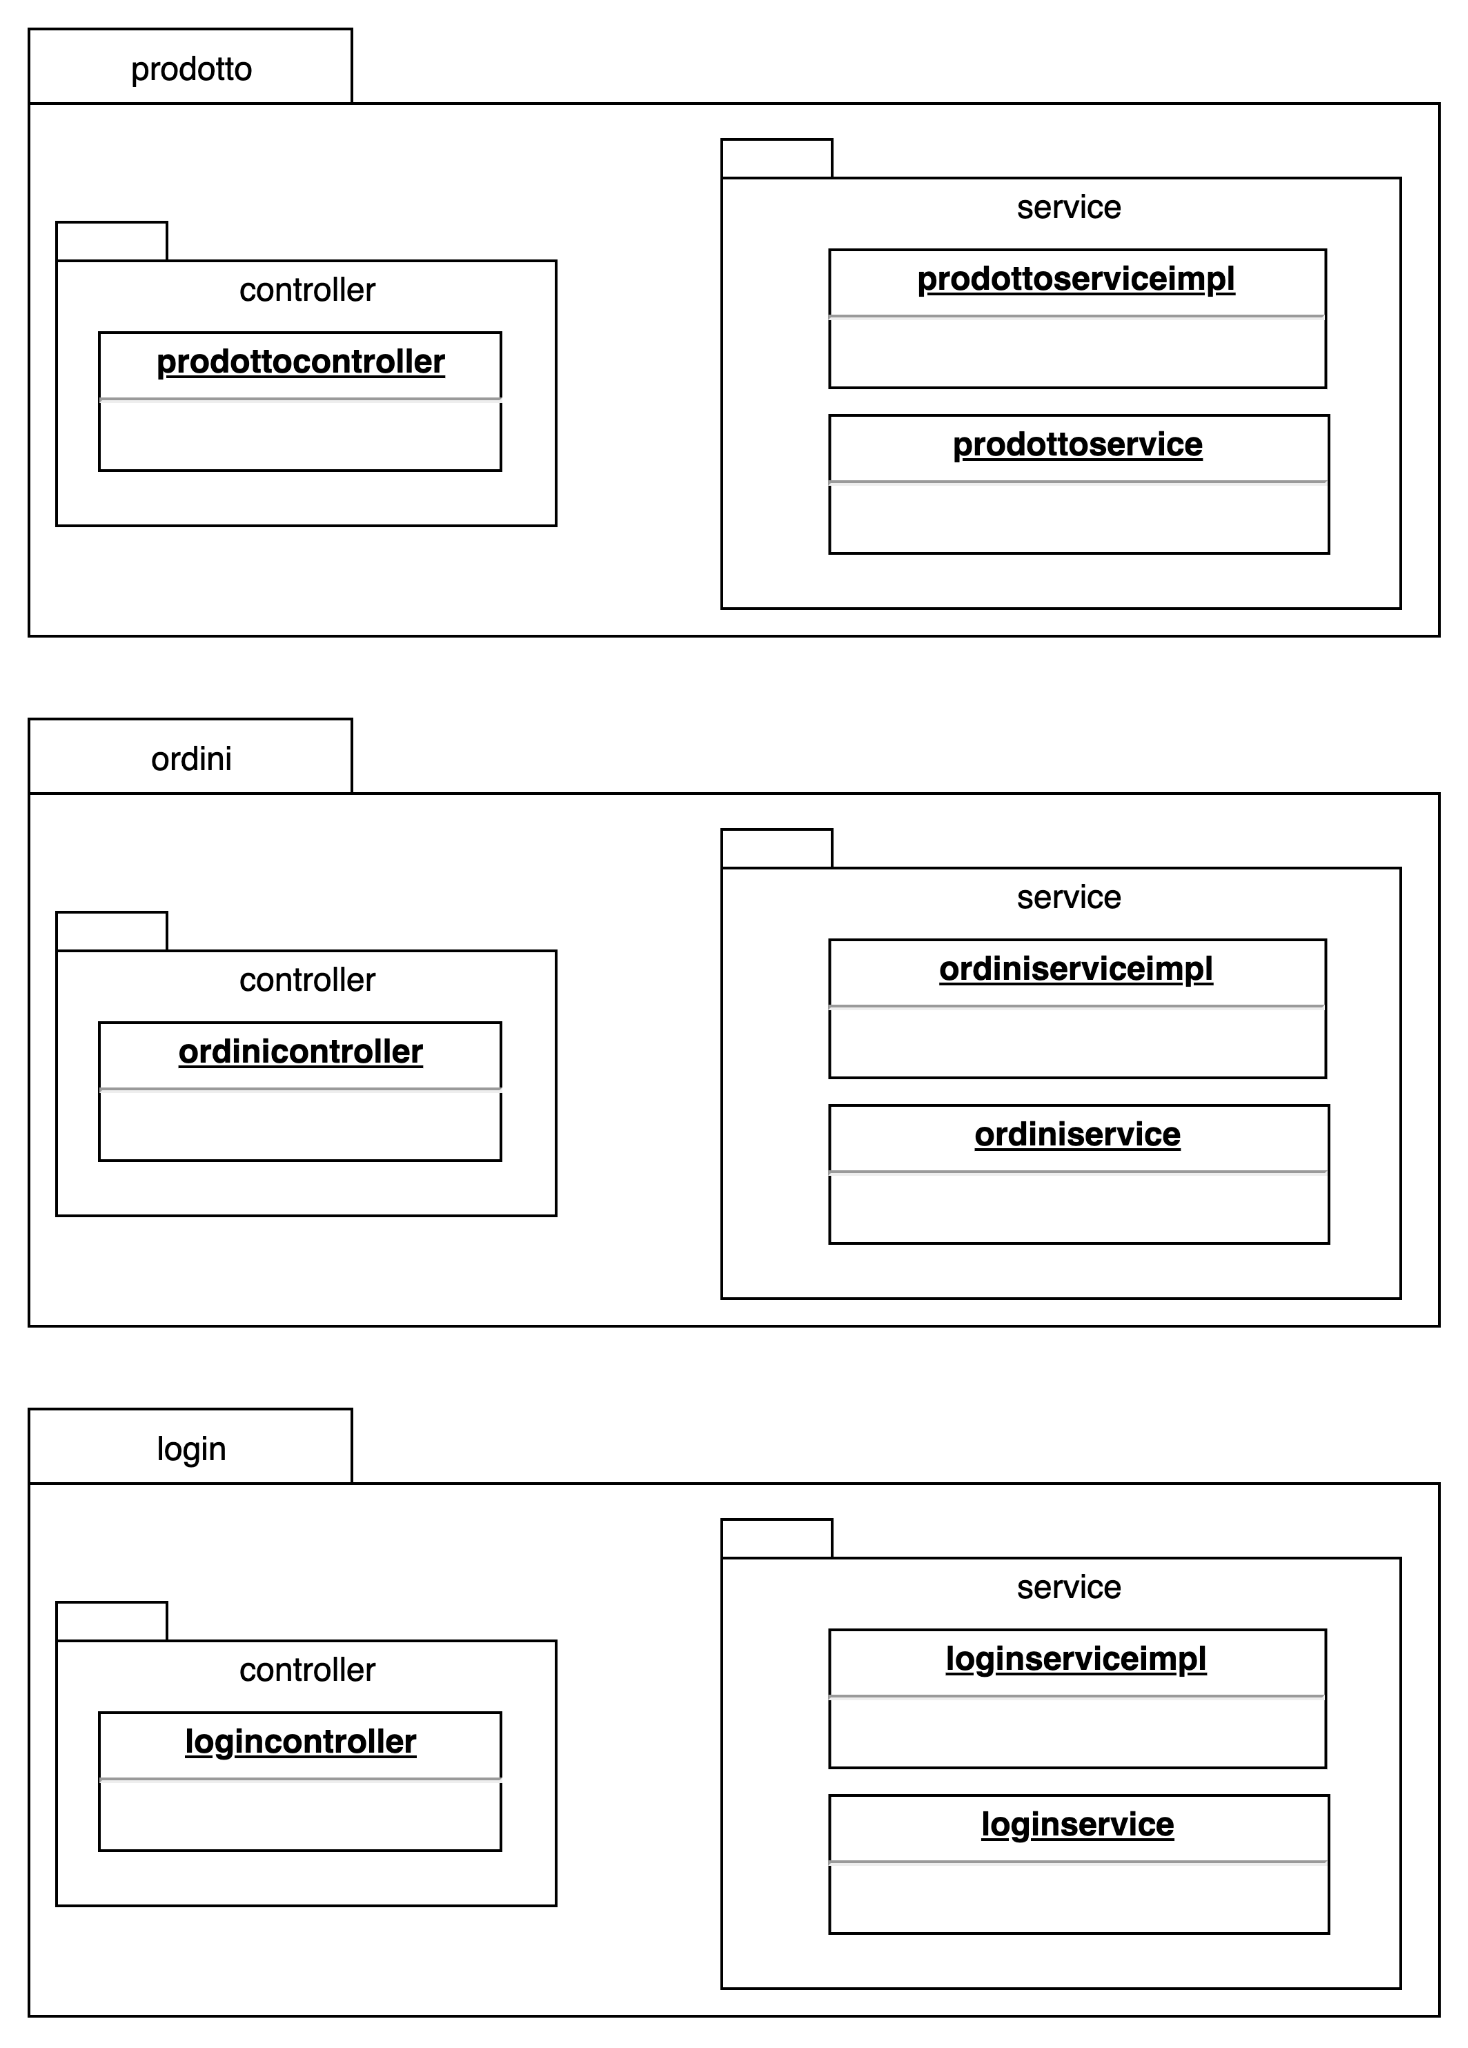 prodotto
controller
prodottocontroller
service
prodottoserviceimpl
prodottoservice
ordini
controller
ordinicontroller
service
ordiniserviceimpl
ordiniservice
login
controller
logincontroller
service
loginserviceimpl
loginservice